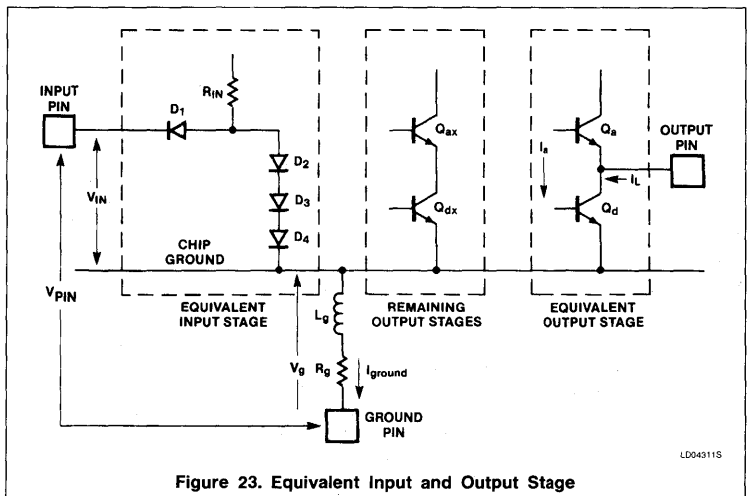 INPUT
PIN
D1
RIN
D2
D3
D4
VIN
VPIN
CHIP
GROUND
EQUIVALENT
INPUT STAGE
Qax
Qdx
REMAINING
OUTPUT STAGES
Qa
Ia
IL
Qd
OUTPUT
PIN
EQUIVALENT
OUTPUT STAGE
Lg
Vg
Rg
Iground
GROUND
PIN
LD04311S
Figure 23. Equivalent Input and Output Stage